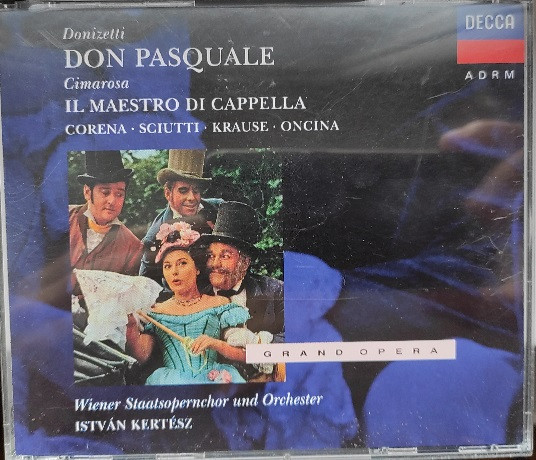 Donizetti
DECCA
DON PASQUALE
Cimarosa
ADRM
IL MAESTRO DI CAPPELLA
CORENA · SCIUTTI · KRAUSE · ONCINA
GRAND OPERA
Wiener Staatsopernchor und Orchester
ISTVÁN KERTÉSZ